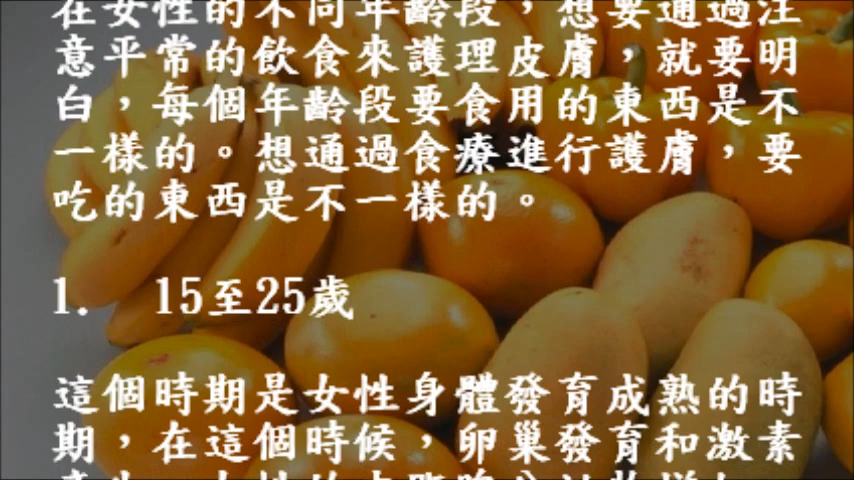 在女性的不同年齡段，想要通過注
意平常的飲食來護理皮膚，就要明
白，每個年齡段要食用的東西是不
一樣的。想通過食療進行護膚，要
吃的東西是不一樣的。
1. 15至25歲
這個時期是女性身體發育成熟的時
期，在這個時候，卵巢發育和激素